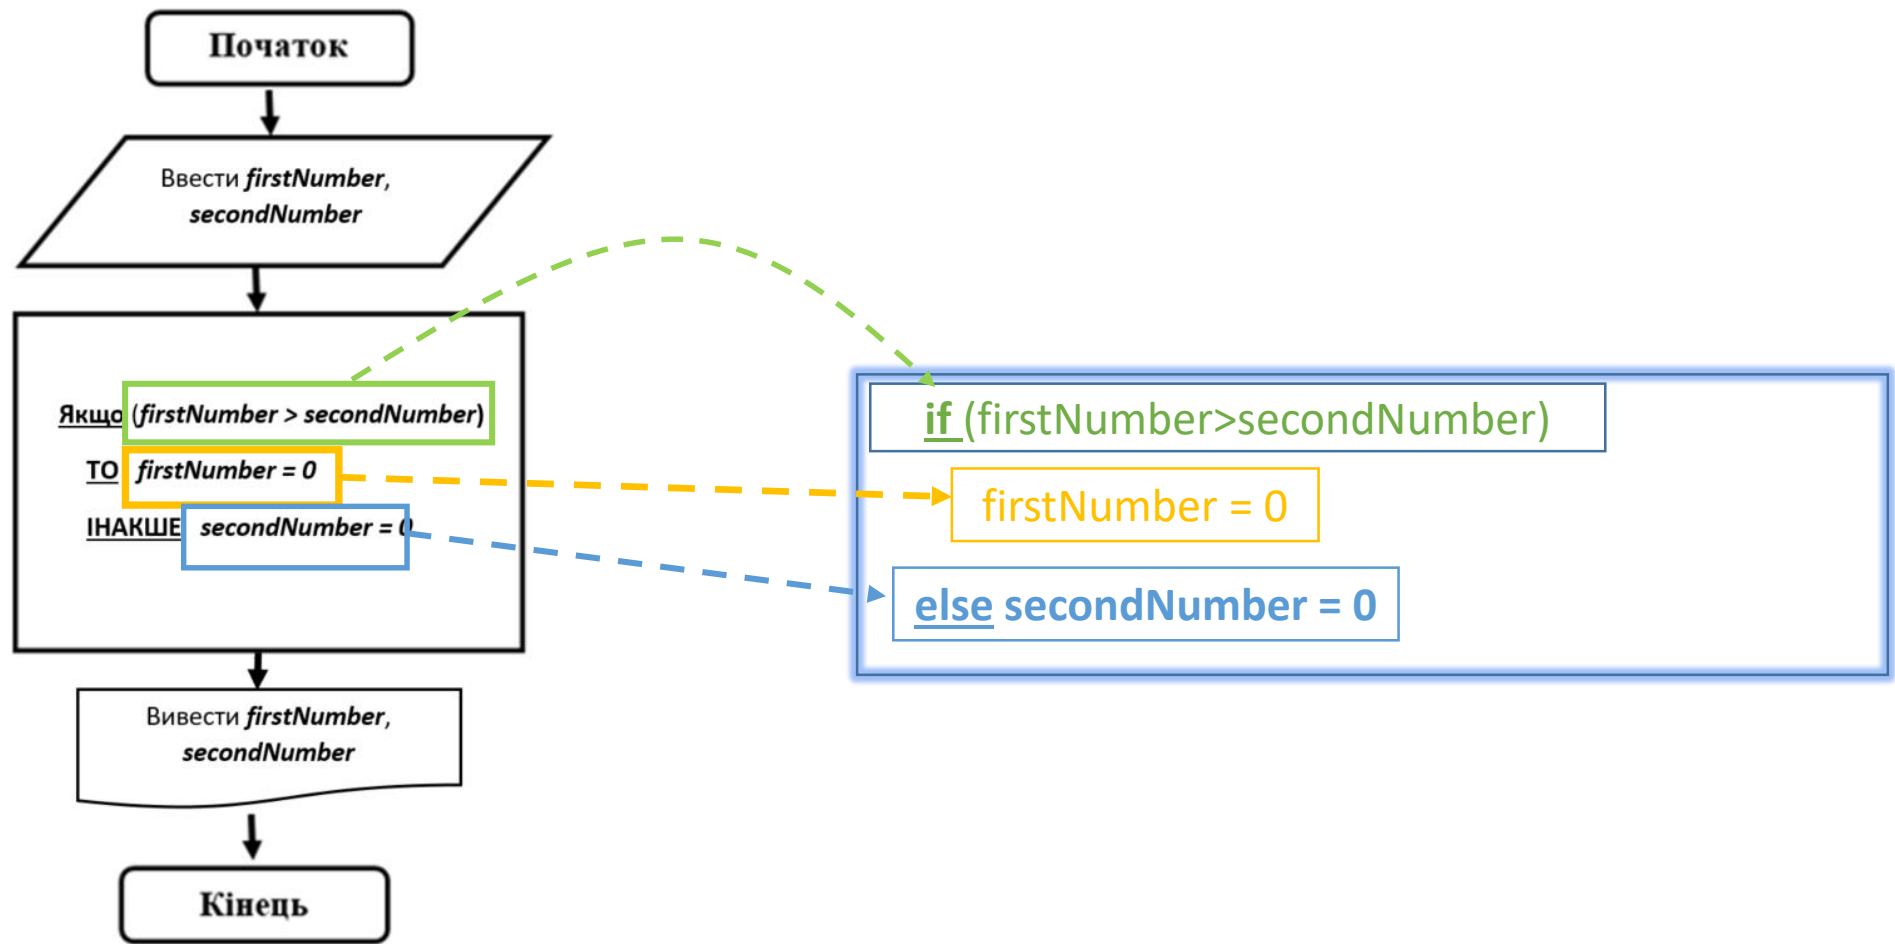 Початок
Ввести firstNumber,
secondNumber
Якщо (firstNumber > secondNumber)
ТО firstNumber = 0
ІНАКШЕ secondNumber = 0
Вивести firstNumber,
secondNumber
Кінець
if (firstNumber>secondNumber)
firstNumber = 0
else secondNumber = 0